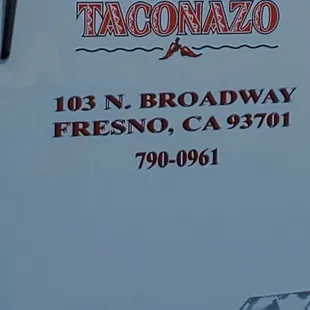 TACONAZO
103 N. BROADWAY
FRESNO, CA 93701
790-0961